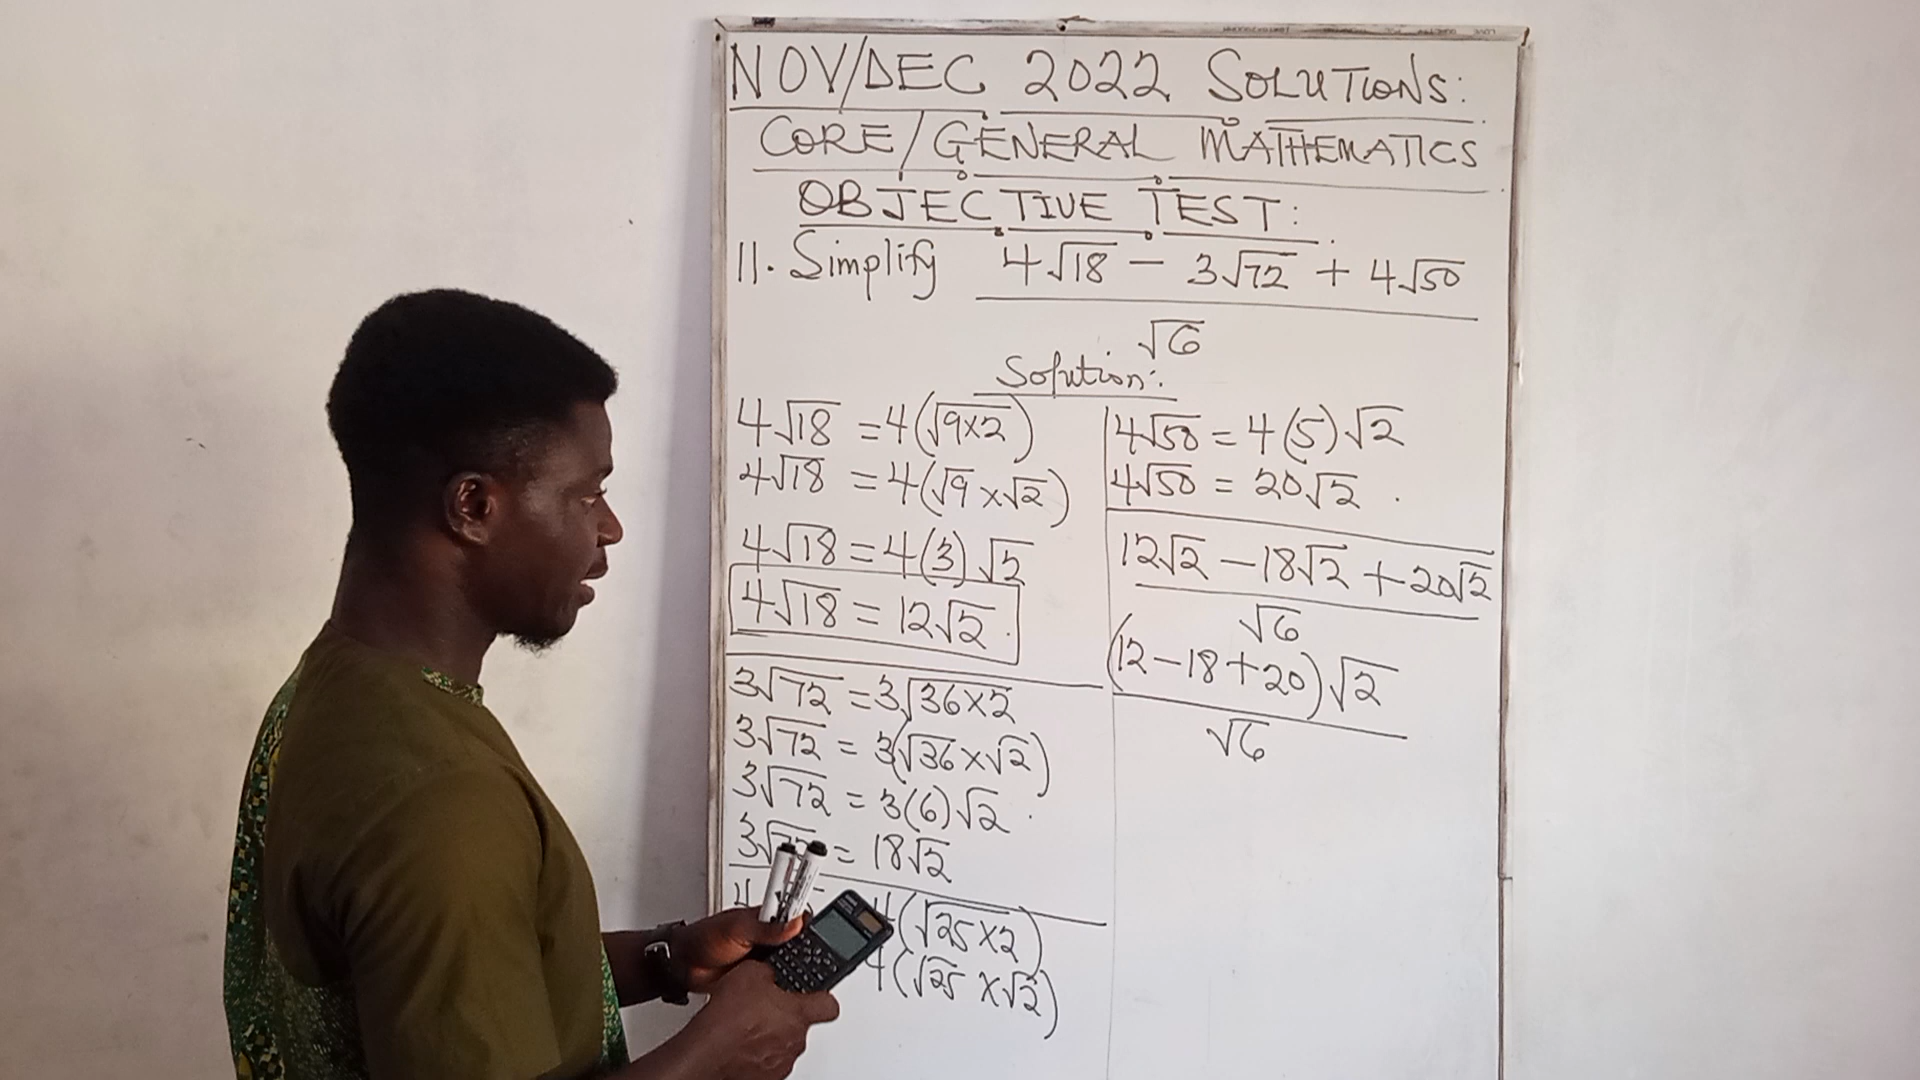 NOV/DEC 2022 SOLUTIONS:
CORE/GENERAL MATHEMATICS
OBJECTIVE TEST:
11. Simplify 4√18 - 3√72 + 4√50
√6
Solution:
4√18 = 4(√9×2)
4√18 = 4(√9 × √2)
4√18 = 4(3)√2
4√18 = 12√2.
3√72 = 3√36×2
3√72 = 3(√36×√2)
3√72 = 3(6)√2.
3√72 = 18√2
4(√25×2)
4(√25 ×√2)
4√50 = 4(5)√2
4√50 = 20√2.
12√2 - 18√2 + 20√2
√6
(12-18+20)√2
√6